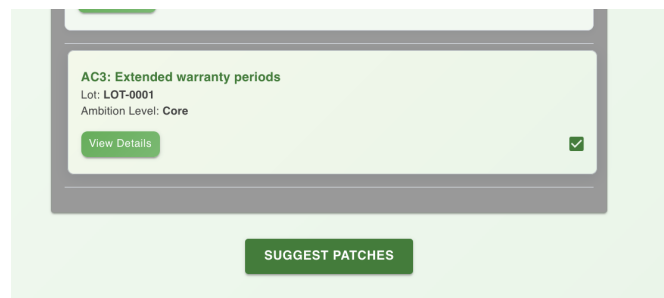 AC3: Extended warranty periods
Lot: LOT-0001
Ambition Level: Core
View Details
SUGGEST PATCHES